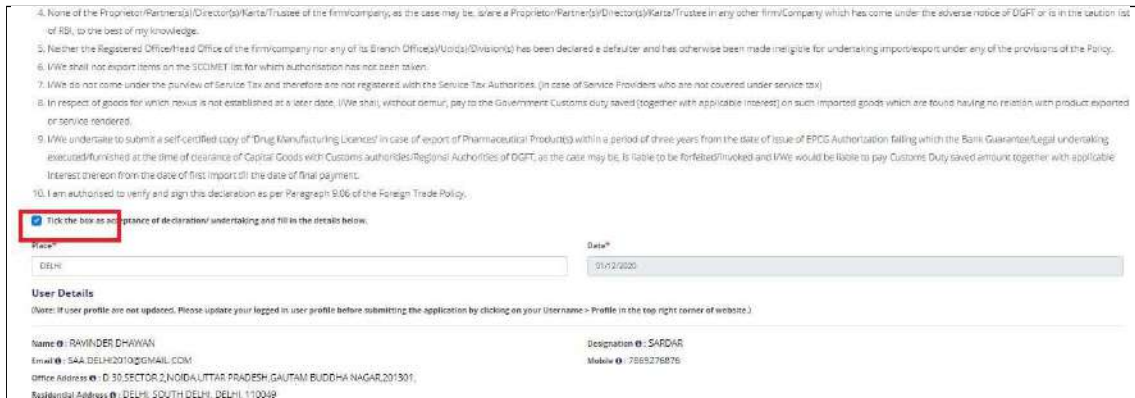 4. None of the Proprietor/Partners(s)/Director(s)/Karta/Trustee of the firm/company, as the case may be, is/are a Proprietor/Partner(s)/Director(s)/Karta/Trustee in any other firm/Company which has come under the adverse notice of DGFT or is in the caution list
of RBI, to the best of my knowledge.
5. Neither the Registered Office/Head Office of the firm/company nor any of its Branch Office(s)/Unit(s)/Division(s) has been declared a defaulter and has otherwise been made ineligible for undertaking import/export under any of the provisions of the Policy.
6. I/We shall not export items on the SCOMET list for which authorisation has not been taken.
7. I/We do not come under the purview of Service Tax and therefore are not registered with the Service Tax Authorities. (in case of Service Providers who are not covered under service tax)
8. In respect of goods for which nexus is not established at a later date, I/We shall, without demur, pay to the Government Customs duty saved [together with applicable interest] on such imported goods which are found having no relation with product exported
or service rendered.
9. I/We undertake to submit a self-certified copy of 'Drug Manufacturing Licences' in case of export of Pharmaceutical Product(s) within a period of three years from the date of issue of EPCG Authorization failing which the Bank Guarantee/Legal undertaking
executed/furnished at the time of clearance of Capital Goods with Customs authorities/Regional Authorities of DGFT, as the case may be, is liable to be forfeited/invoked and I/We would be liable to pay Customs Duty saved amount together with applicable
interest thereon from the date of first import till the date of final payment.
10. I am authorised to verify and sign this declaration as per Paragraph 9.06 of the Foreign Trade Policy.
Tick the box as acceptance of declaration/ undertaking and fill in the details below.
Place* Date*
DELHI 01/12/2020
User Details
(Note: If user profile are not updated, Please update your logged in user profile before submitting the application by clicking on your Username > Profile in the top right corner of website.)
Name : RAVINDER DHAWAN Designation : SARDAR
Email : SAA.DELHI2010@GMAIL.COM Mobile : 7869276876
Office Address : D 30,SECTOR 2,NOIDA,UTTAR PRADESH,GAUTAM BUDDHA NAGAR,201301,
Residential Address : DELHI, SOUTH DELHI, DELHI, 110049